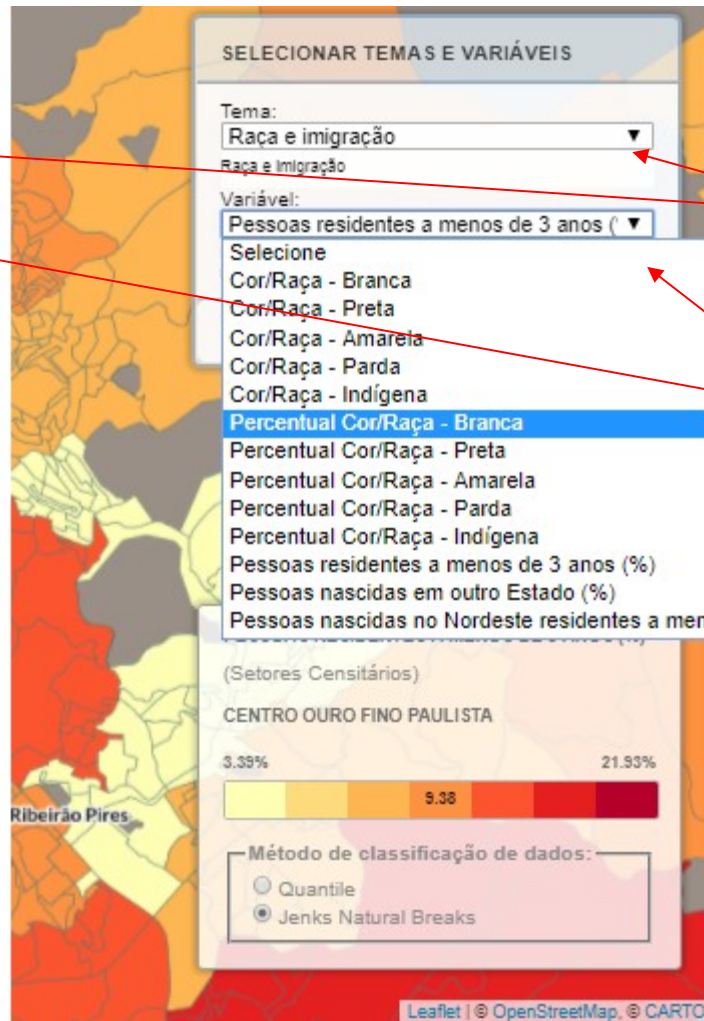 SELECIONAR TEMAS E VARIÁVEIS
Tema:
Raça e imigração
Raça e Imigração
Variável:
Pessoas residentes a menos de 3 anos (
Selecione
Cor/Raça - Branca
Cor/Raça - Preta
Cor/Raça - Amarela
Cor/Raça - Parda
Cor/Raça - Indígena
Percentual Cor/Raça - Branca
Percentual Cor/Raça - Preta
Percentual Cor/Raça - Amarela
Percentual Cor/Raça - Parda
Percentual Cor/Raça - Indígena
Pessoas residentes a menos de 3 anos (%)
Pessoas nascidas em outro Estado (%)
Pessoas nascidas no Nordeste residentes a men
(Setores Censitários)
CENTRO OURO FINO PAULISTA
3.39% 21.93%
9.38
Ribeirão Pires
Método de classificação de dados:
Quantile
Jenks Natural Breaks
Leaflet | © OpenStreetMap, © CARTO